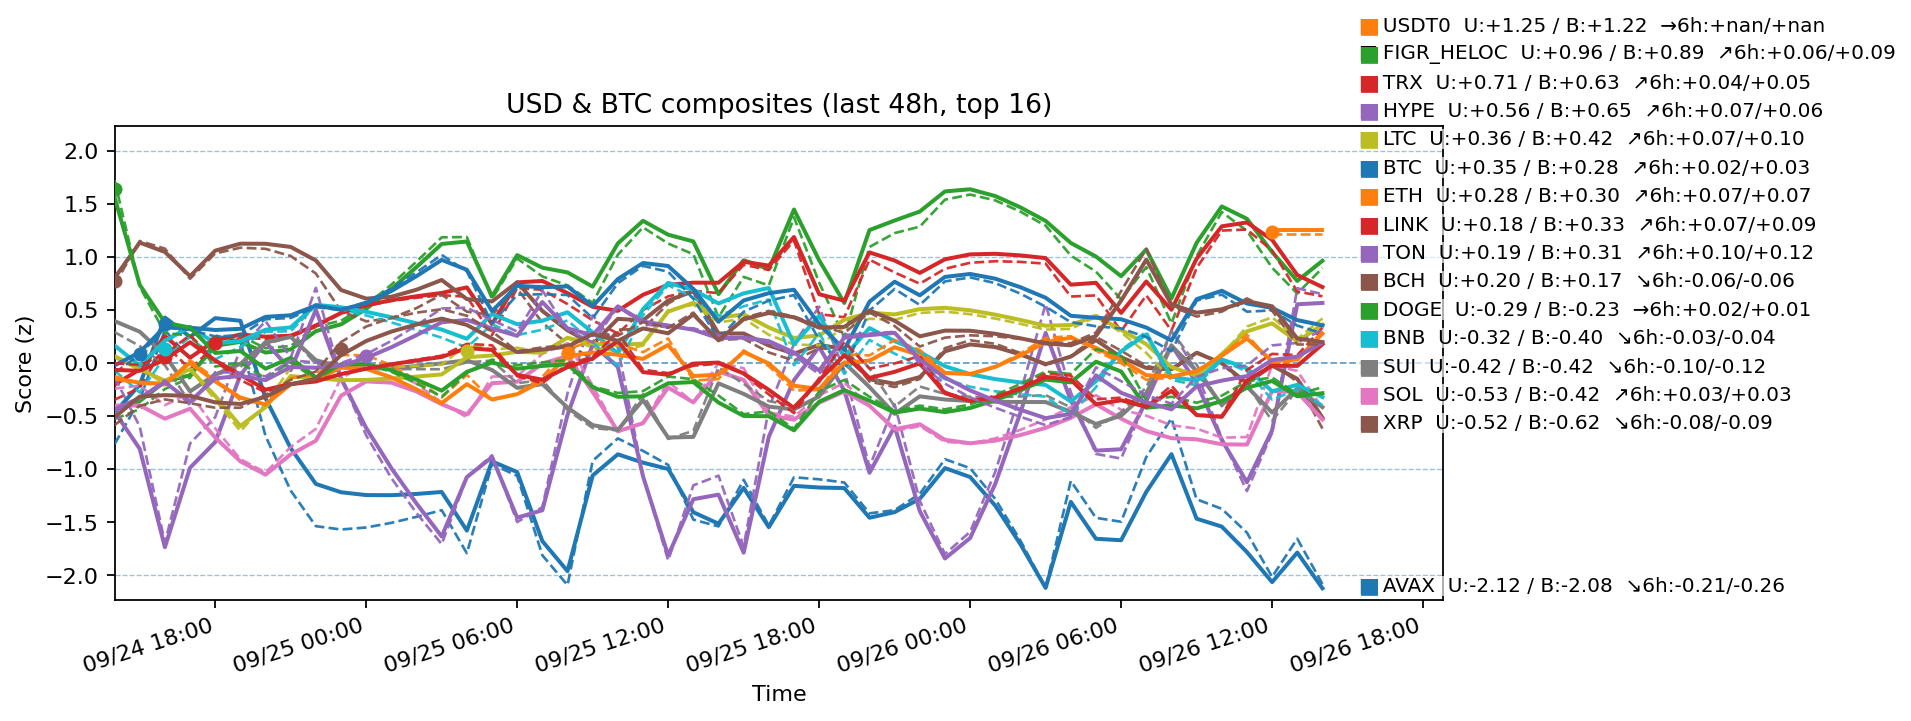 USDT0  U:+1.25 / B:+1.22  →6h:+nan/+nan
FIGR_HELOC  U:+0.96 / B:+0.89  ↗6h:+0.06/+0.09
TRX  U:+0.71 / B:+0.63  ↗6h:+0.04/+0.05
HYPE  U:+0.56 / B:+0.65  ↗6h:+0.07/+0.06
LTC  U:+0.36 / B:+0.42  ↗6h:+0.07/+0.10
BTC  U:+0.35 / B:+0.28  ↗6h:+0.02/+0.03
ETH  U:+0.28 / B:+0.30  ↗6h:+0.07/+0.07
LINK  U:+0.18 / B:+0.33  ↗6h:+0.07/+0.09
TON  U:+0.19 / B:+0.31  ↗6h:+0.10/+0.12
BCH  U:+0.20 / B:+0.17  ↘6h:-0.06/-0.06
DOGE  U:-0.29 / B:-0.23  →6h:+0.02/+0.01
BNB  U:-0.32 / B:-0.40  ↘6h:-0.03/-0.04
SUI  U:-0.42 / B:-0.42  ↘6h:-0.10/-0.12
SOL  U:-0.53 / B:-0.42  ↗6h:+0.03/+0.03
XRP  U:-0.52 / B:-0.62  ↘6h:-0.08/-0.09
AVAX  U:-2.12 / B:-2.08  ↘6h:-0.21/-0.26
USD & BTC composites (last 48h, top 16)
Score (z)
2.0
1.5
1.0
0.5
0.0
−0.5
−1.0
−1.5
−2.0
09/24 18:00
09/25 00:00
09/25 06:00
09/25 12:00
09/25 18:00
09/26 00:00
09/26 06:00
09/26 12:00
09/26 18:00
Time